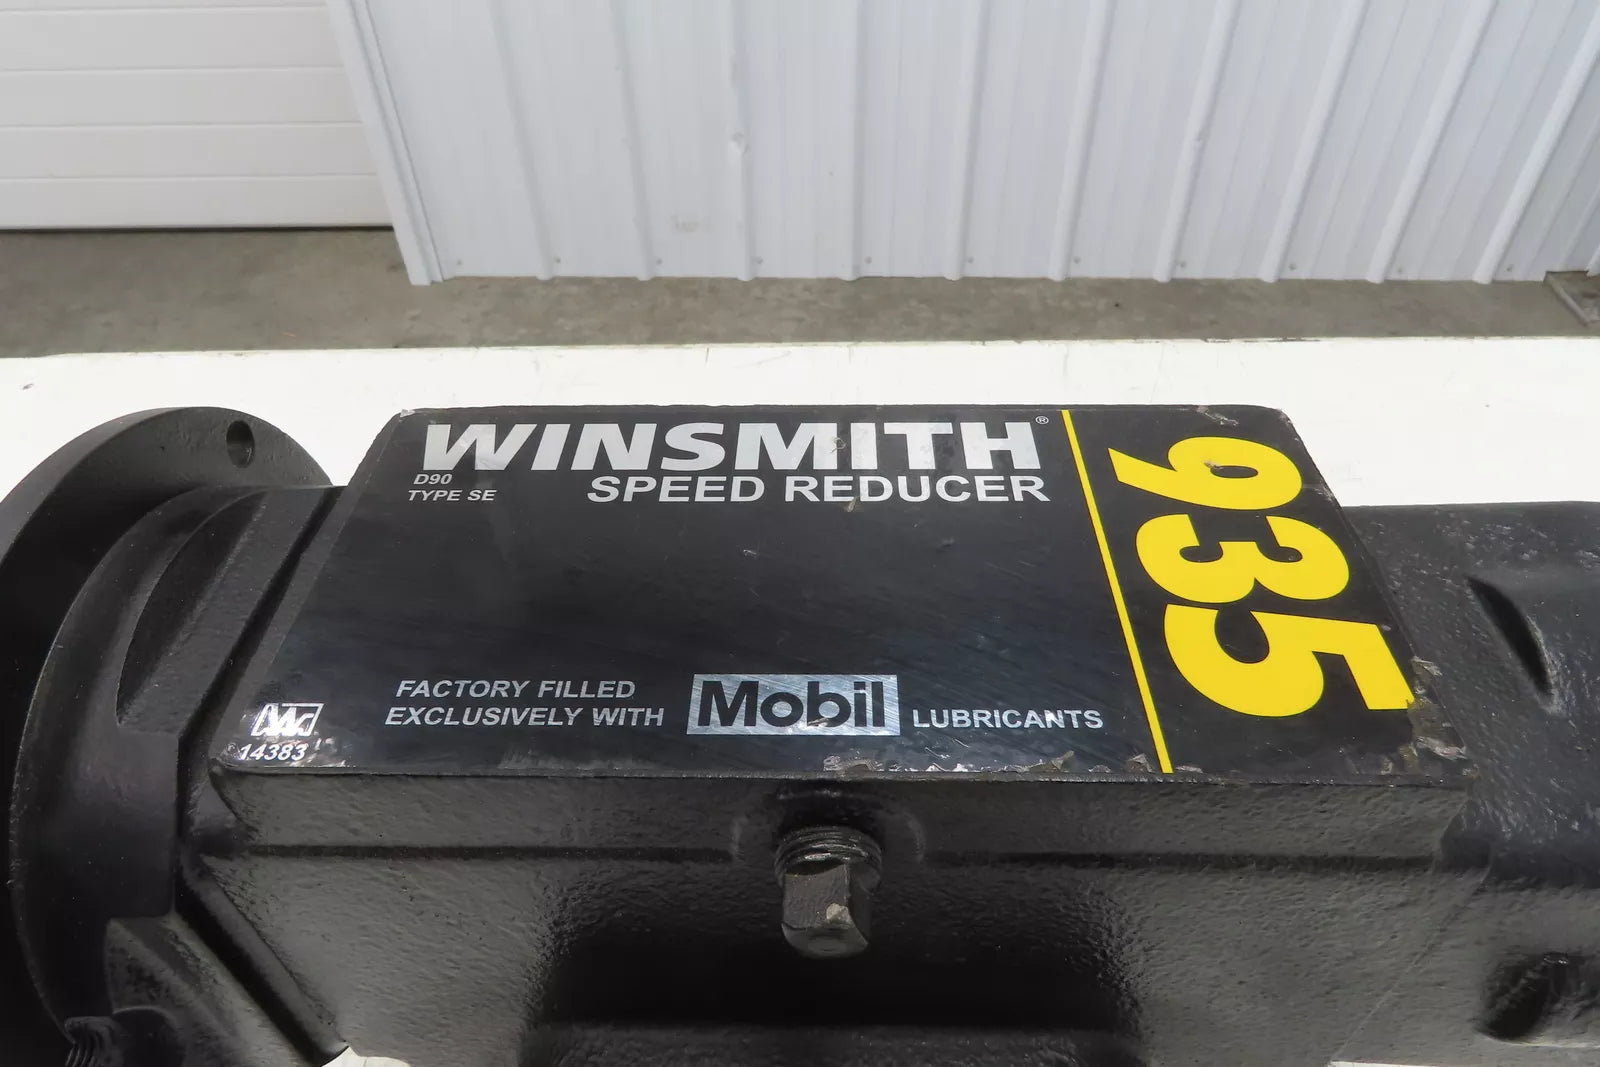 WINSMITH®
D90
TYPE SE
SPEED REDUCER
935
FACTORY FILLED
EXCLUSIVELY WITH
Mobil
LUBRICANTS
14383